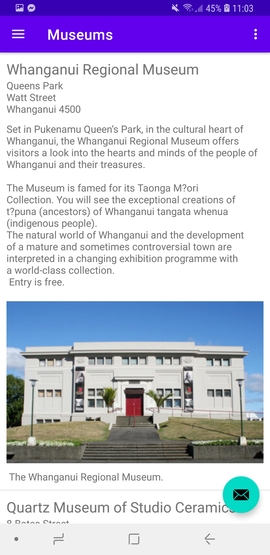 45% 11:03
Museums
Whanganui Regional Museum
Queens Park
Watt Street
Whanganui 4500
Set in Pukenamu Queen's Park, in the cultural heart of
Whanganui, the Whanganui Regional Museum offers
visitors a look into the hearts and minds of the people of
Whanganui and their treasures.
The Museum is famed for its Taonga M?ori
Collection. You will see the exceptional creations of
t?puna (ancestors) of Whanganui tangata whenua
(indigenous people).
The natural world of Whanganui and the development
of a mature and sometimes controversial town are
interpreted in a changing exhibition programme with
a world-class collection.
Entry is free.
The Whanganui Regional Museum.
Quartz Museum of Studio Ceramics
8 Bates Street